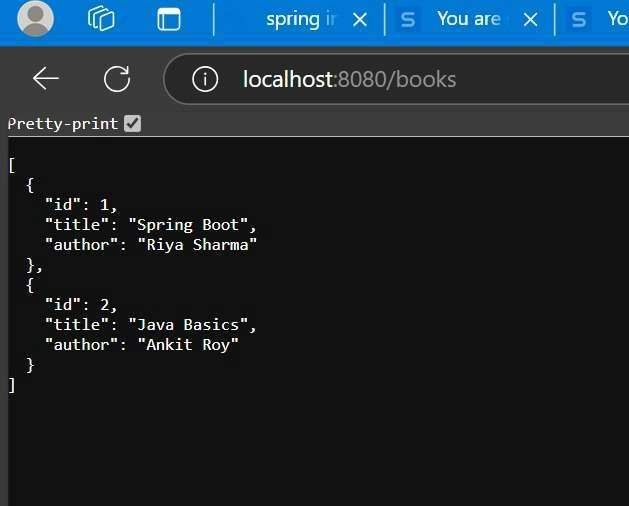 spring in
You are
Yo
localhost:8080/books
Pretty-print
[
  {
    "id": 1,
    "title": "Spring Boot",
    "author": "Riya Sharma"
  },
  {
    "id": 2,
    "title": "Java Basics",
    "author": "Ankit Roy"
  }
]